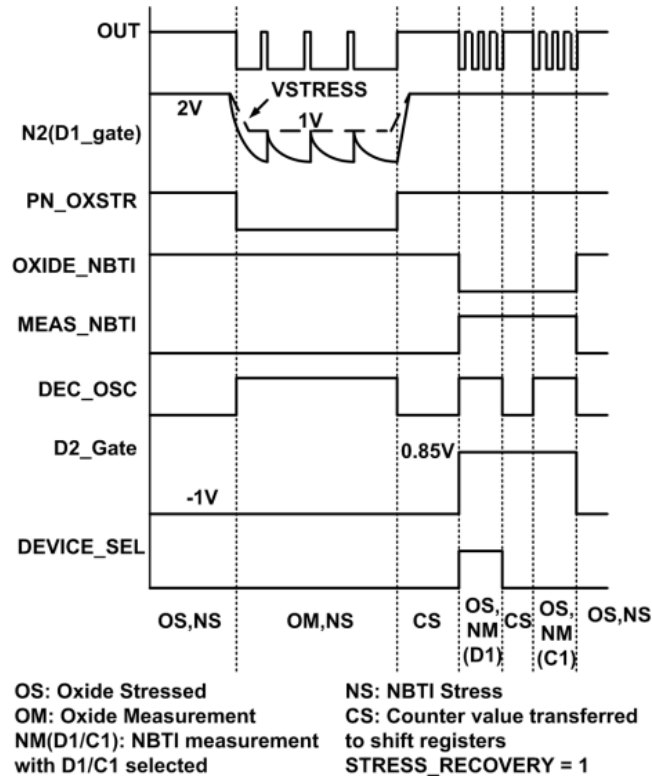 OUT
VSTRESS
2V
1V
N2(D1_gate)
PN_OXSTR
OXIDE_NBTI
MEAS_NBTI
DEC_OSC
D2_Gate
0.85V
-1V
DEVICE_SEL
OS,NS
OM,NS
CS
OS,
NM
(D1)
CS
OS,
NM
(C1)
OS,NS
OS: Oxide Stressed
OM: Oxide Measurement
NM(D1/C1): NBTI measurement
with D1/C1 selected
NS: NBTI Stress
CS: Counter value transferred
to shift registers
STRESS_RECOVERY = 1